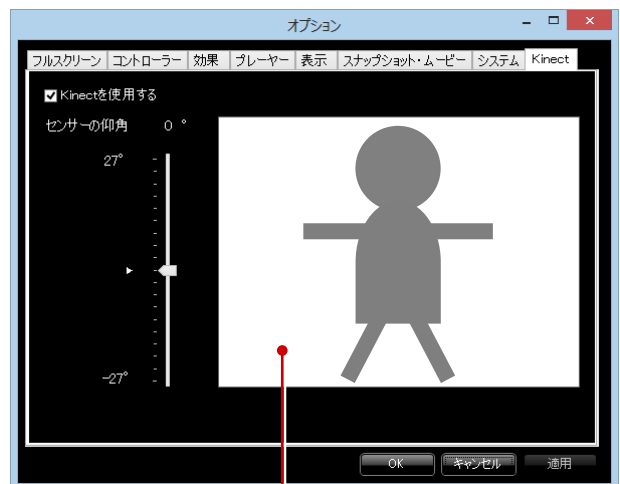 オプション
フルスクリーン コントローラー 効果 プレーヤー 表示 スナップショット・ムービー システム Kinect
Kinectを使用する
センサーの仰角 0 °
27°
-27°
OK キャンセル 適用